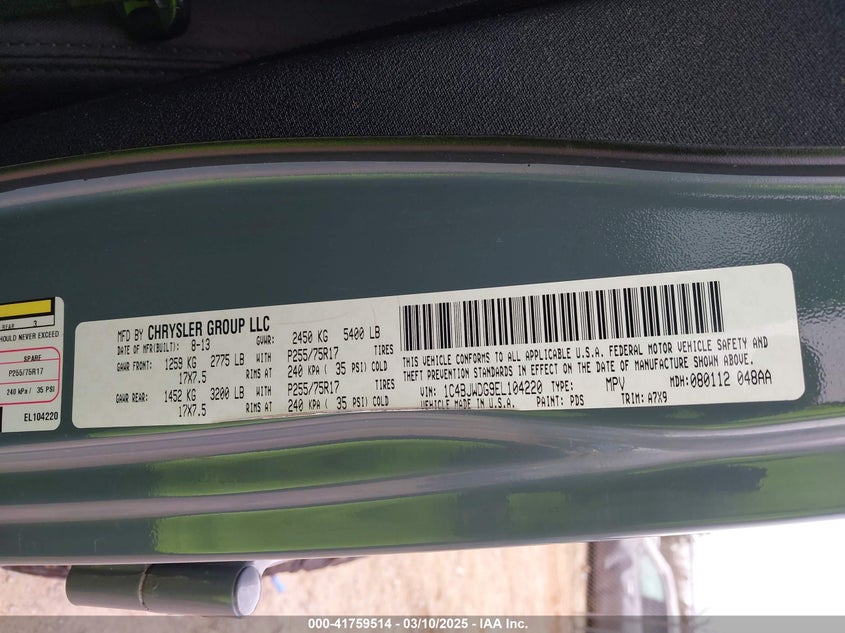 REAR 3
SHOULD NEVER EXCEED
SPARE
P255/75R17
240 kPa / 35 PSI
EL104220
MFD BY CHRYSLER GROUP LLC
DATE OF MFR(BUILT): 8-13 GVWR: 2450 KG 5400 LB
GAWR FRONT: 1259 KG 2775 LB WITH P255/75R17 TIRES
17X7.5 RIMS AT 240 KPA ( 35 PSI) COLD
GAWR REAR: 1452 KG 3200 LB WITH P255/75R17 TIRES
17X7.5 RIMS AT 240 KPA ( 35 PSI) COLD
THIS VEHICLE CONFORMS TO ALL APPLICABLE U.S.A. FEDERAL MOTOR VEHICLE SAFETY AND
THEFT PREVENTION STANDARDS IN EFFECT ON THE DATE OF MANUFACTURE SHOWN ABOVE.
VIN: 1C4BJWDG9EL104220 TYPE: MPV MDH: 080112 048AA
VEHICLE MADE IN U.S.A. PAINT: PDS TRIM: A7X9
000-41759514 - 03/10/2025 - IAA Inc.